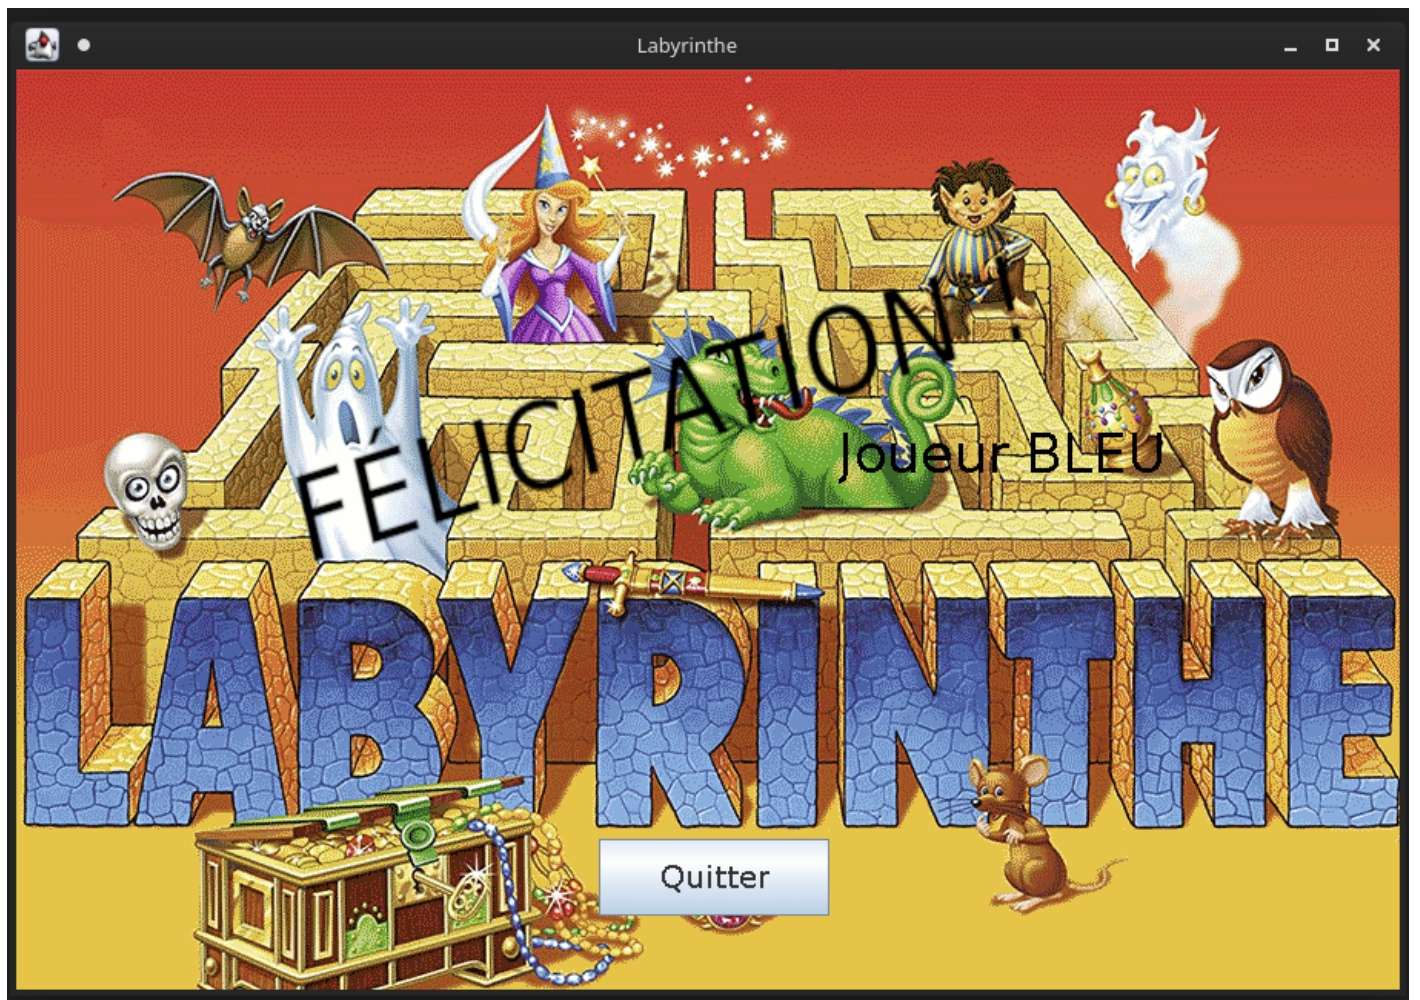 Labyrinthe
FÉLICITATION !
Joueur BLEU
LABYRINTHE
Quitter